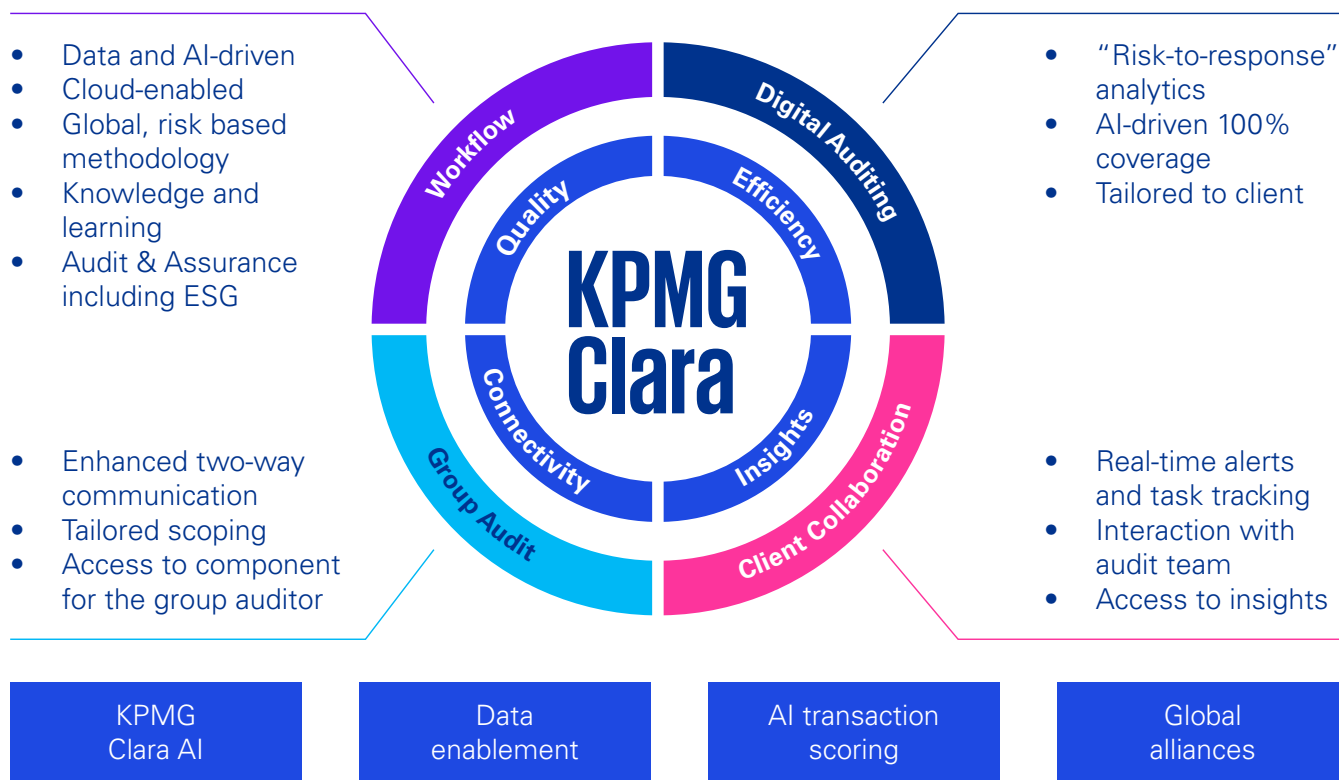 • Data and AI-driven
• Cloud-enabled
• Global, risk based
methodology
• Knowledge and
learning
• Audit & Assurance
including ESG
• “Risk-to-response”
analytics
• AI-driven 100%
coverage
• Tailored to client
Workflow
Digital Auditing
Quality
Efficiency
KPMG
Clara
Connectivity
Insights
Group Audit
Client Collaboration
• Enhanced two-way
communication
• Tailored scoping
• Access to component
for the group auditor
• Real-time alerts
and task tracking
• Interaction with
audit team
• Access to insights
KPMG
Clara AI
Data
enablement
AI transaction
scoring
Global
alliances